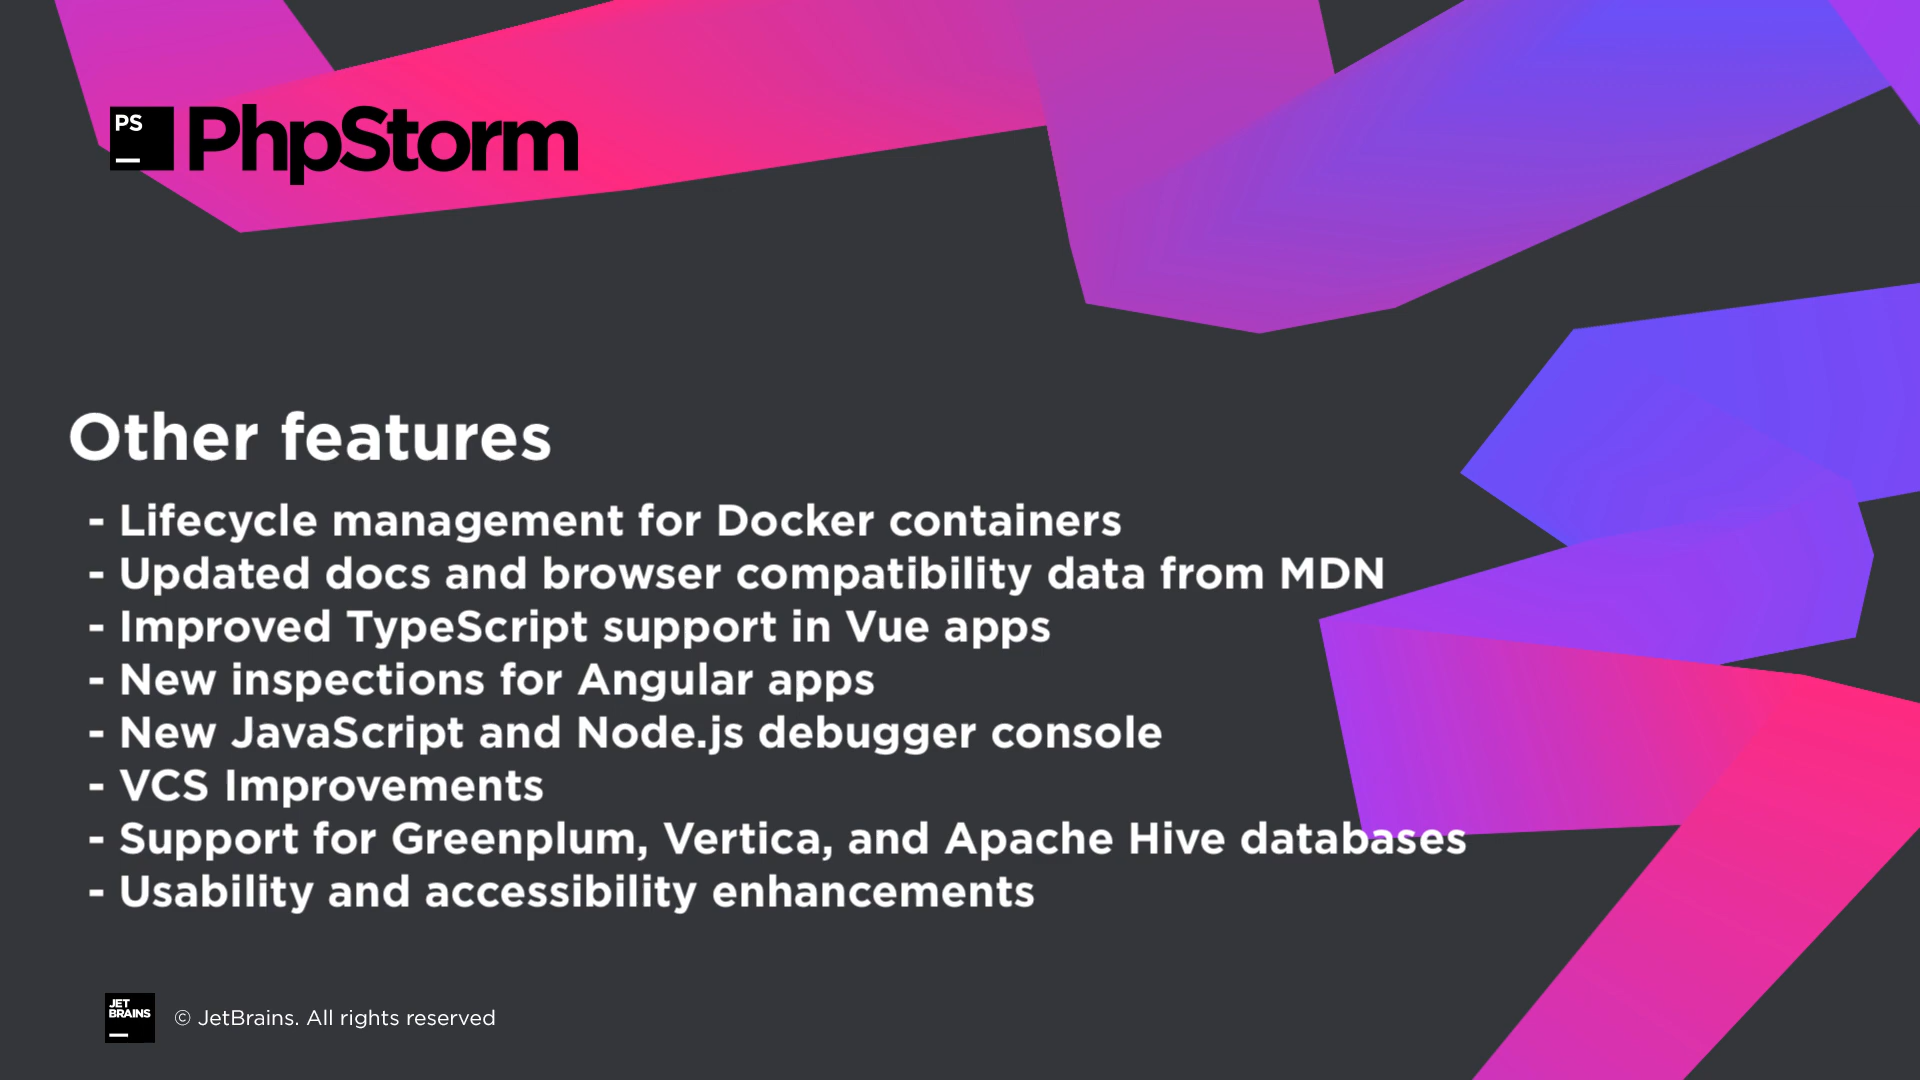 PS
PhpStorm
Other features
- Lifecycle management for Docker containers
- Updated docs and browser compatibility data from MDN
- Improved TypeScript support in Vue apps
- New inspections for Angular apps
- New JavaScript and Node.js debugger console
- VCS Improvements
- Support for Greenplum, Vertica, and Apache Hive databases
- Usability and accessibility enhancements
JET
BRAINS
© JetBrains. All rights reserved